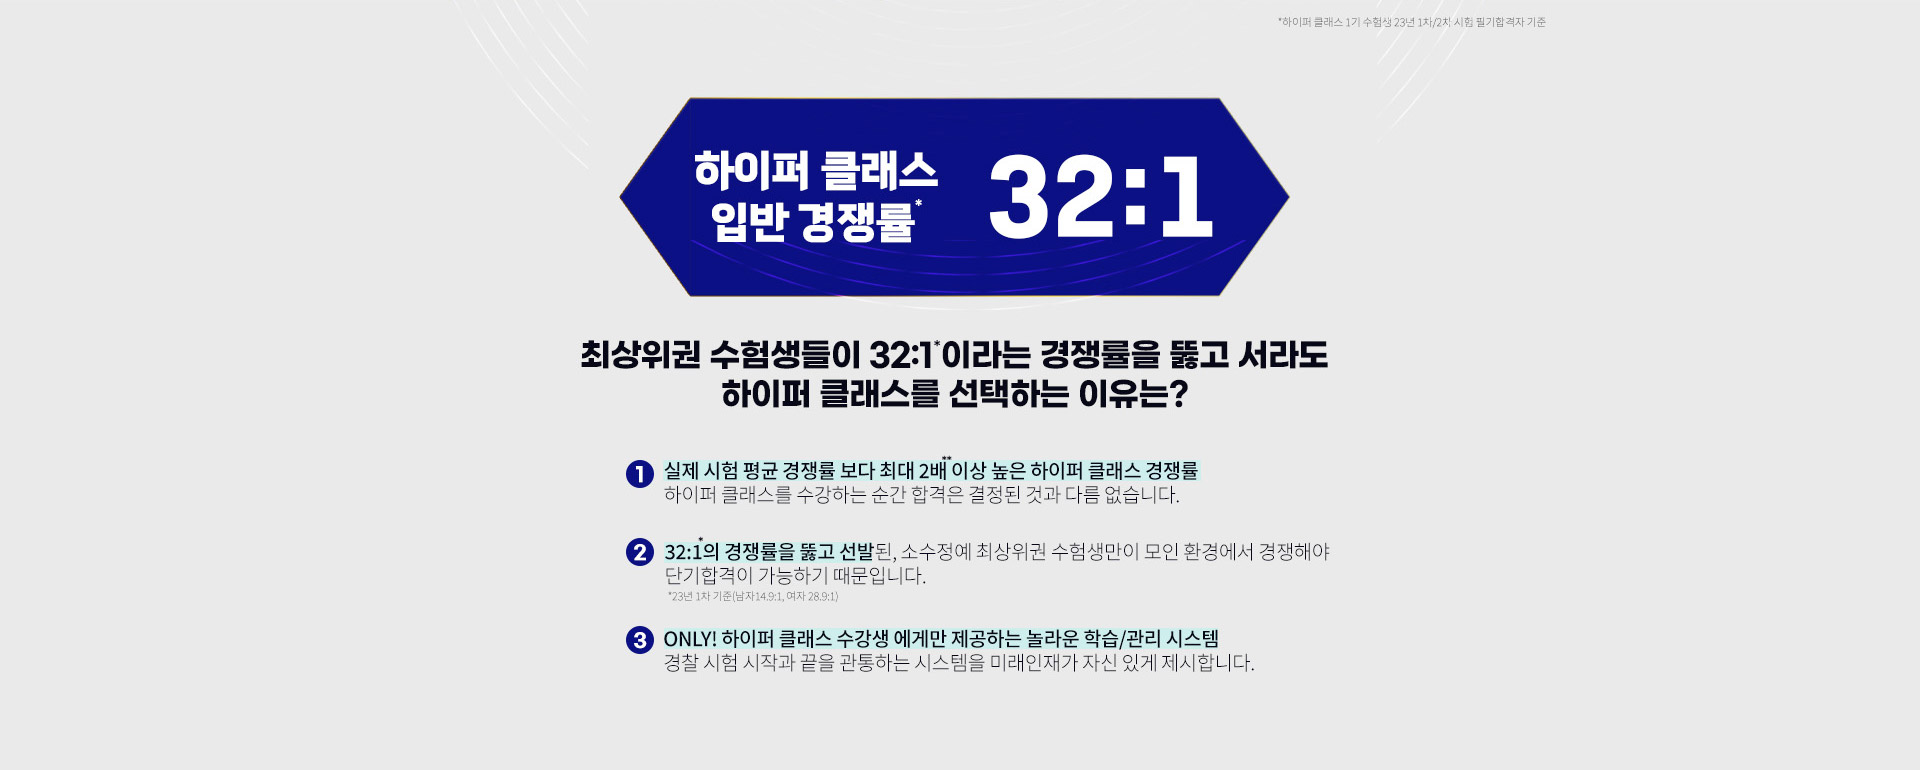 *하이퍼 클래스 1기 수험생 23년 1차/2차 시험 필기합격자 기준
하이퍼 클래스
입반 경쟁률*
32:1
최상위권 수험생들이 32:1*이라는 경쟁률을 뚫고 서라도
하이퍼 클래스를 선택하는 이유는?
1 실제 시험 평균 경쟁률 보다 최대 2배**이상 높은 하이퍼 클래스 경쟁률
하이퍼 클래스를 수강하는 순간 합격은 결정된 것과 다름 없습니다.
2 32:1*의 경쟁률을 뚫고 선발된, 소수정예 최상위권 수험생만이 모인 환경에서 경쟁해야
단기합격이 가능하기 때문입니다.
*23년 1차 기준(남자14.9:1, 여자 28.9:1)
3 ONLY! 하이퍼 클래스 수강생 에게만 제공하는 놀라운 학습/관리 시스템
경찰 시험 시작과 끝을 관통하는 시스템을 미래인재가 자신 있게 제시합니다.